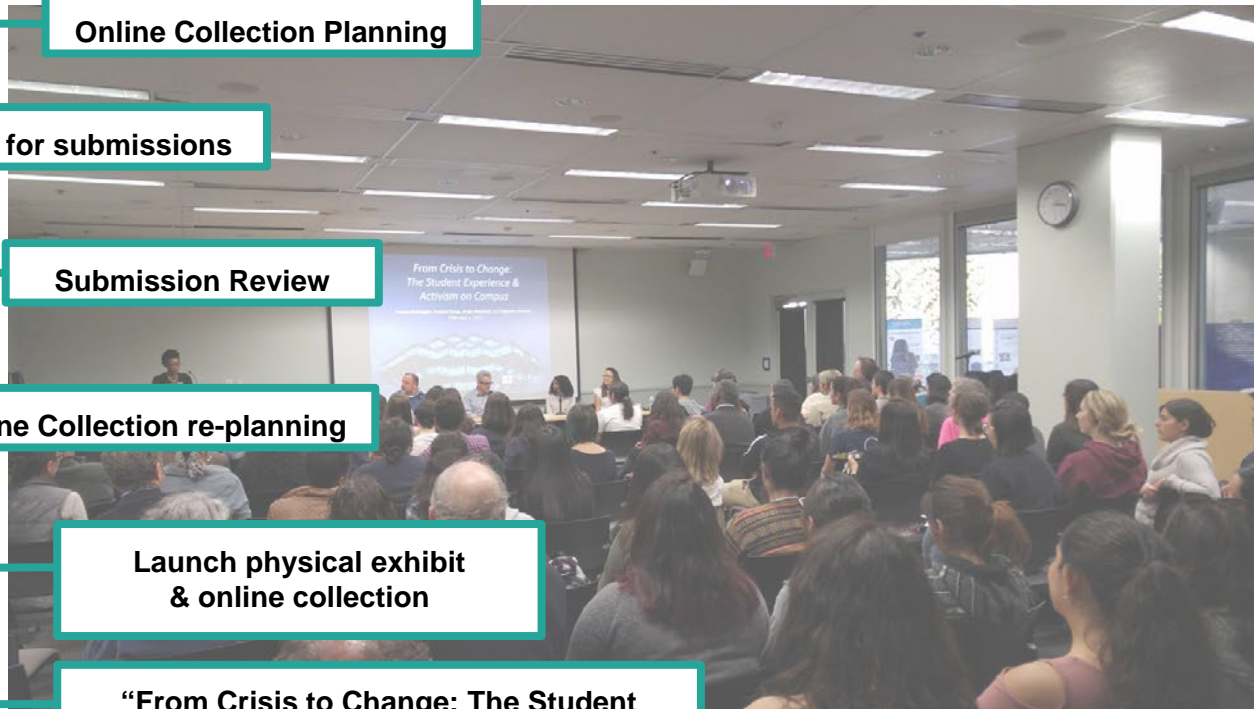 Online Collection Planning
for submissions
Submission Review
From Crisis to Change:
The Student Experience &
Activism on Campus
ne Collection re-planning
Launch physical exhibit
& online collection
“From Crisis to Change: The Student